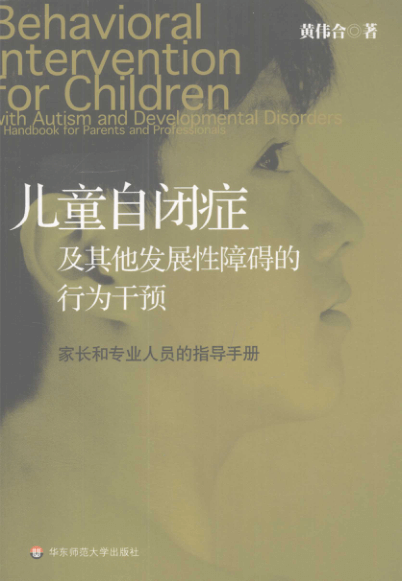 Behavioral
Intervention
for Children
with Autism and Developmental Disorders
Handbook for Parents and Professionals
黄伟合◎著
儿童自闭症
及其他发展性障碍的
行为干预
家长和专业人员的指导手册
华东师范大学出版社